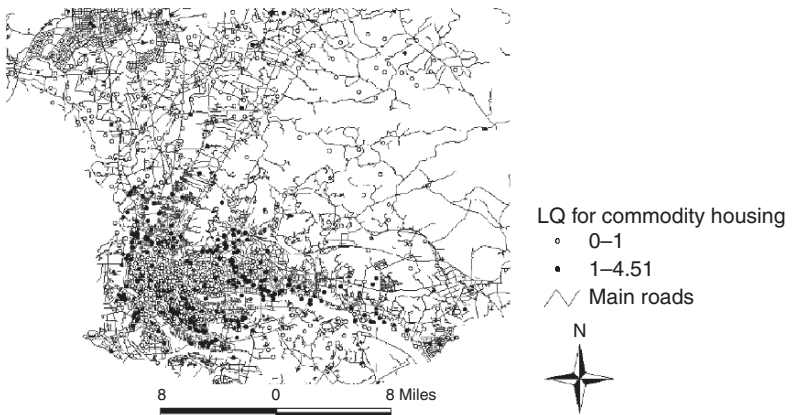 LQ for commodity housing
0–1
1–4.51
Main roads
N
8 0 8 Miles